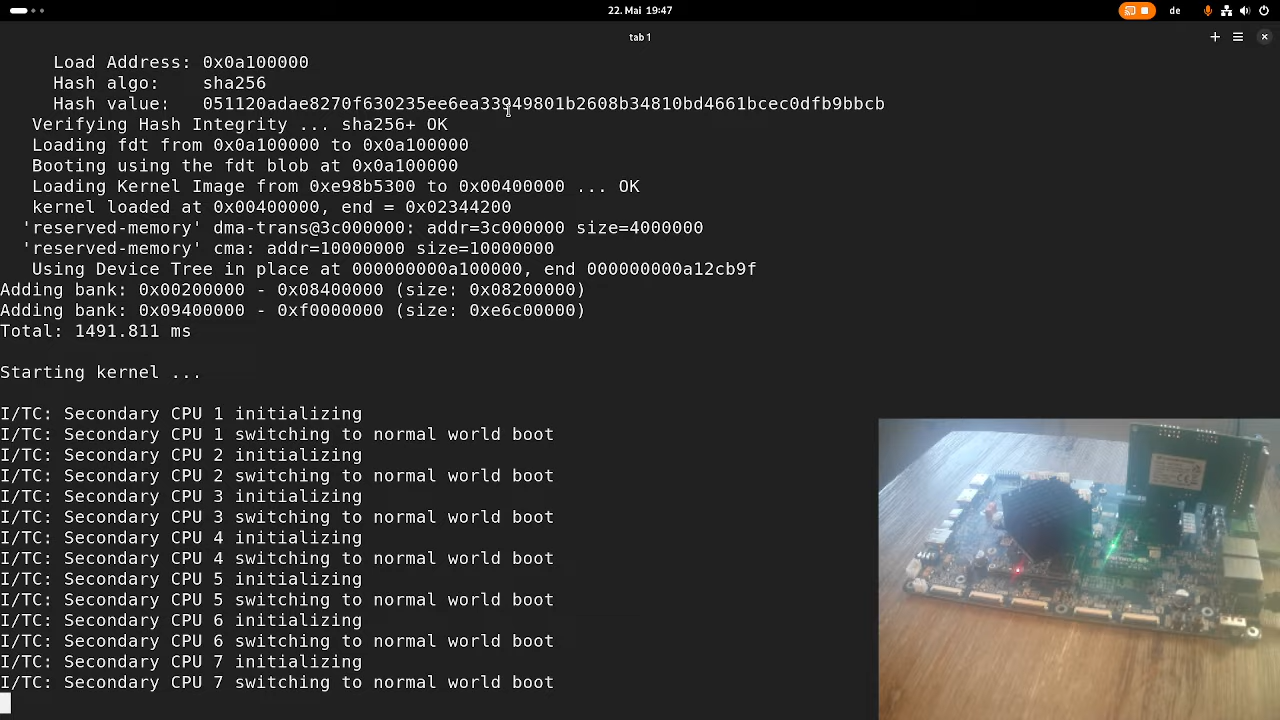 22. Mai 19:47
de
tab 1
Load Address: 0x0a100000
Hash algo: sha256
Hash value: 051120adae8270f630235ee6ea33949801b2608b34810bd4661bcec0dfb9bbcb
Verifying Hash Integrity ... sha256+ OK
Loading fdt from 0x0a100000 to 0x0a100000
Booting using the fdt blob at 0x0a100000
Loading Kernel Image from 0xe98b5300 to 0x00400000 ... OK
kernel loaded at 0x00400000, end = 0x02344200
'reserved-memory' dma-trans@3c000000: addr=3c000000 size=4000000
'reserved-memory' cma: addr=10000000 size=10000000
Using Device Tree in place at 000000000a100000, end 000000000a12cb9f
Adding bank: 0x00200000 - 0x08400000 (size: 0x08200000)
Adding bank: 0x09400000 - 0xf0000000 (size: 0xe6c00000)
Total: 1491.811 ms
Starting kernel ...
I/TC: Secondary CPU 1 initializing
I/TC: Secondary CPU 1 switching to normal world boot
I/TC: Secondary CPU 2 initializing
I/TC: Secondary CPU 2 switching to normal world boot
I/TC: Secondary CPU 3 initializing
I/TC: Secondary CPU 3 switching to normal world boot
I/TC: Secondary CPU 4 initializing
I/TC: Secondary CPU 4 switching to normal world boot
I/TC: Secondary CPU 5 initializing
I/TC: Secondary CPU 5 switching to normal world boot
I/TC: Secondary CPU 6 initializing
I/TC: Secondary CPU 6 switching to normal world boot
I/TC: Secondary CPU 7 initializing
I/TC: Secondary CPU 7 switching to normal world boot